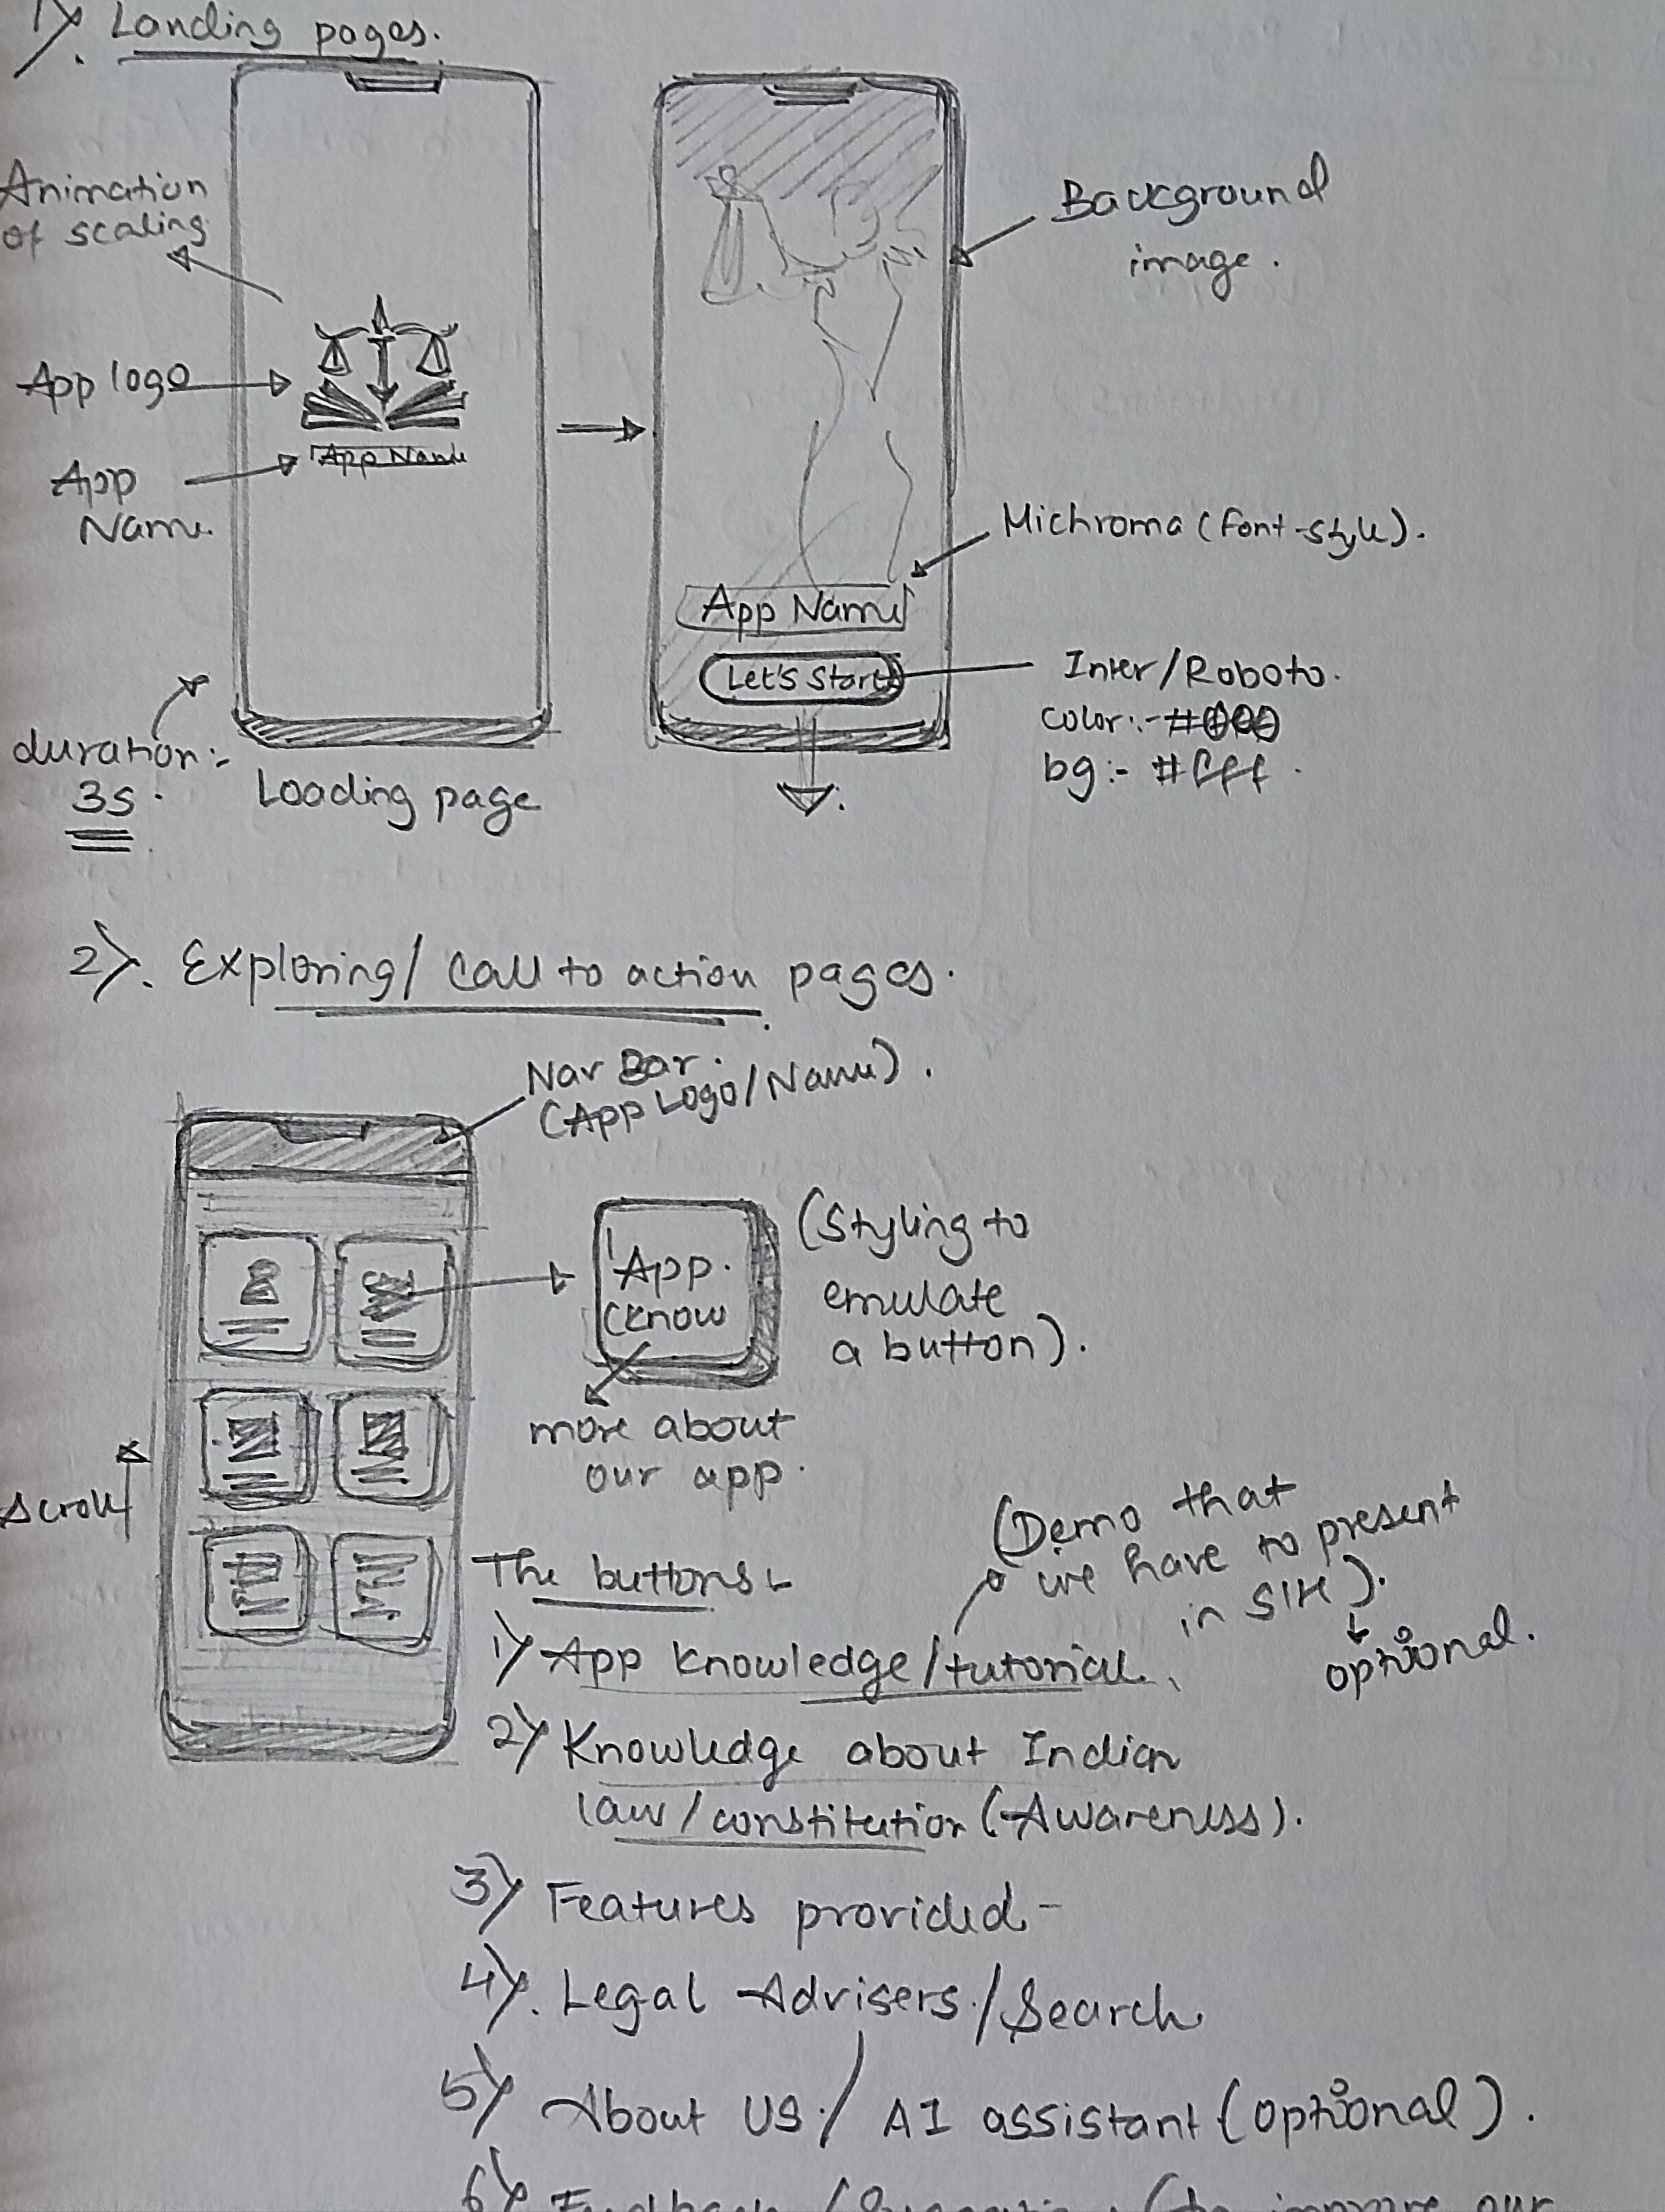 1). Landing pages.
Animation
of scaling
App logo
App
Name.
App Name
duration:-
3s.
Loading page
Background
image.
Michroma (font-style).
App Name
Let's Start
Inter/Roboto.
color:- #000
bg:- #fff.
2). Exploring/ call to action pages.
Nav Bar.
(App Logo/Name).
App.
(know
more about
our app.
(Styling to
emulate
a button).
Scroll
The buttons:-
(Demo that
we have to present
in SIH).
optional.
1) App knowledge/tutorial.
2) Knowledge about Indian
law/constitution (Awareness).
3) Features provided-
4). Legal Advisers/Search
5) About US/ AI assistant (optional).
6) Feedback / (to improve our